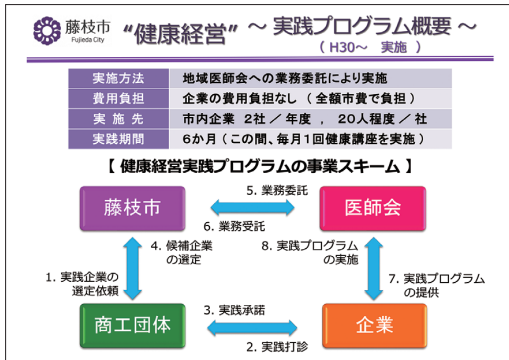 藤枝市
Fujieda City
“健康経営” ～ 実践プログラム概要 ～
（ H30～ 実施 ）
実施方法 地域医師会への業務委託により実施
費用負担 企業の費用負担なし（ 全額市費で負担 ）
実 施 先 市内企業 2社 ／ 年度 ， 20人程度 ／ 社
実践期間 6か月（ この間、毎月1回健康講座を実施 ）
【 健康経営実践プログラムの事業スキーム 】
藤枝市
5. 業務委託
6. 業務受託
医師会
4. 候補企業
の選定
8. 実践プログラム
の実施
1. 実践企業の
選定依頼
7. 実践プログラム
の提供
商工団体
3. 実践承諾
2. 実践打診
企業